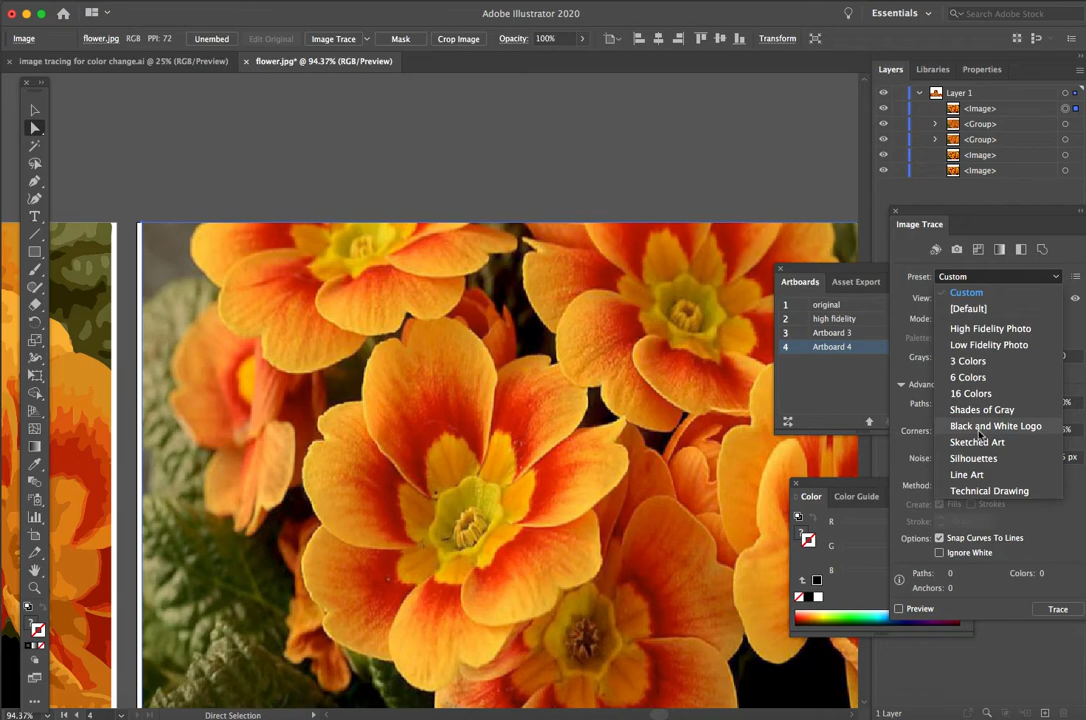 Adobe Illustrator 2020
Essentials
Search Adobe Stock
Image flower.jpg RGB PPI: 72 Unembed Edit Original Image Trace Mask Crop Image Opacity: 100% Transform
× image tracing for color change.ai @ 25% (RGB/Preview) × flower.jpg* @ 94.37% (RGB/Preview)
Layers Libraries Properties
Layer 1
<Image>
<Group>
<Group>
<Image>
<Image>
Image Trace
Preset: Custom
Custom
[Default]
High Fidelity Photo
Low Fidelity Photo
3 Colors
6 Colors
16 Colors
Shades of Gray
Black and White Logo
Sketched Art
Silhouettes
Line Art
Technical Drawing
View:
Mode:
Palette:
Grays:
Paths:
Corners:
Noise:
px
Method:
Create: Fills Strokes
Stroke:
Options: Snap Curves To Lines
Ignore White
Paths: 0 Colors: 0
Anchors: 0
Preview Trace
Artboards Asset Export
1 original
2 high fidelity
3 Artboard 3
4 Artboard 4
Color Color Guide
R
G
B
94.37% 4 Direct Selection
1 Layer